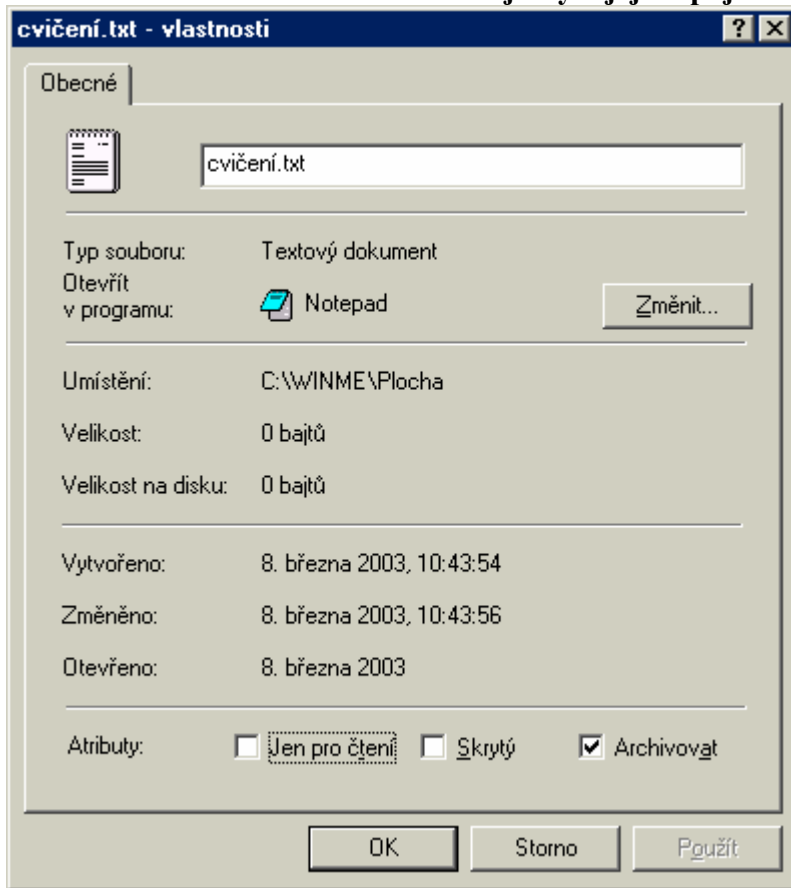 cvičení.txt - vlastnosti
Obecné
cvičení.txt
Typ souboru: Textový dokument
Otevřít
v programu: Notepad Změnit...
Umístění: C:\WINME\Plocha
Velikost: 0 bajtů
Velikost na disku: 0 bajtů
Vytvořeno: 8. března 2003, 10:43:54
Změněno: 8. března 2003, 10:43:56
Otevřeno: 8. března 2003
Atributy: Jen pro čtení Skrytý Archivovat
OK Storno Použít